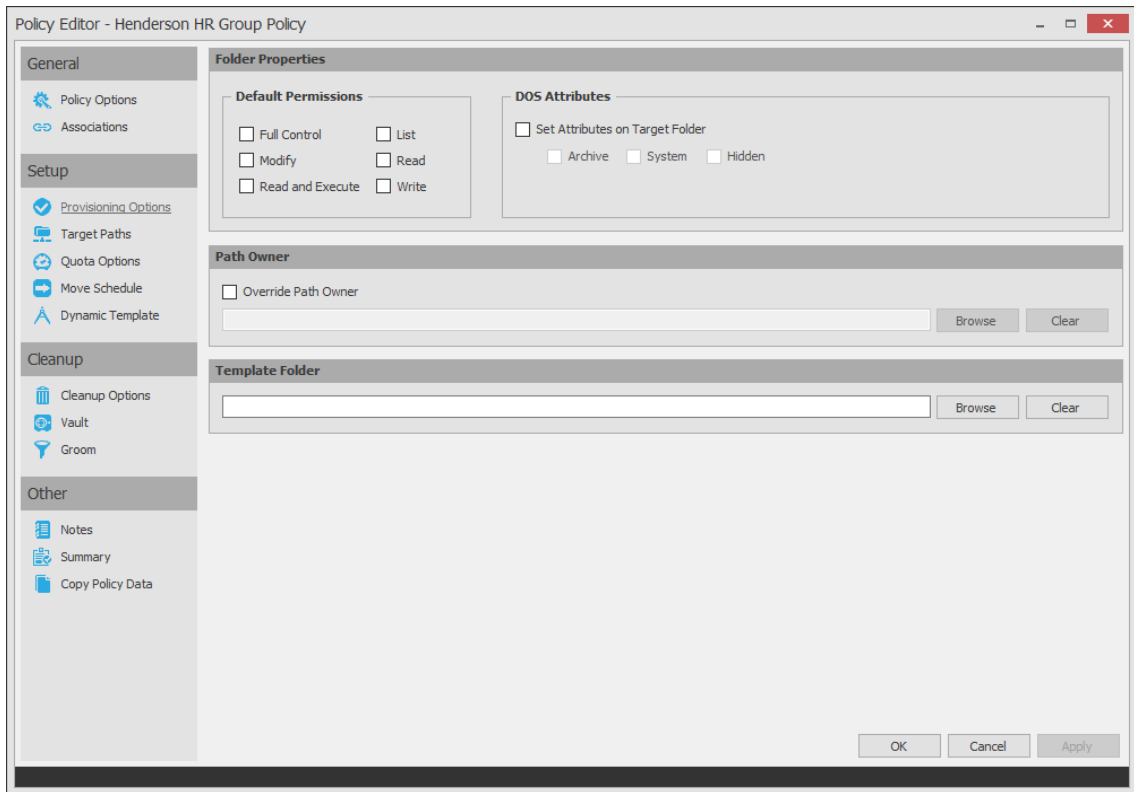 Policy Editor - Henderson HR Group Policy
General
Policy Options
Associations
Setup
Provisioning Options
Target Paths
Quota Options
Move Schedule
Dynamic Template
Cleanup
Cleanup Options
Vault
Groom
Other
Notes
Summary
Copy Policy Data
Folder Properties
Default Permissions
Full Control List
Modify Read
Read and Execute Write
DOS Attributes
Set Attributes on Target Folder
Archive System Hidden
Path Owner
Override Path Owner
Browse Clear
Template Folder
Browse Clear
OK Cancel Apply